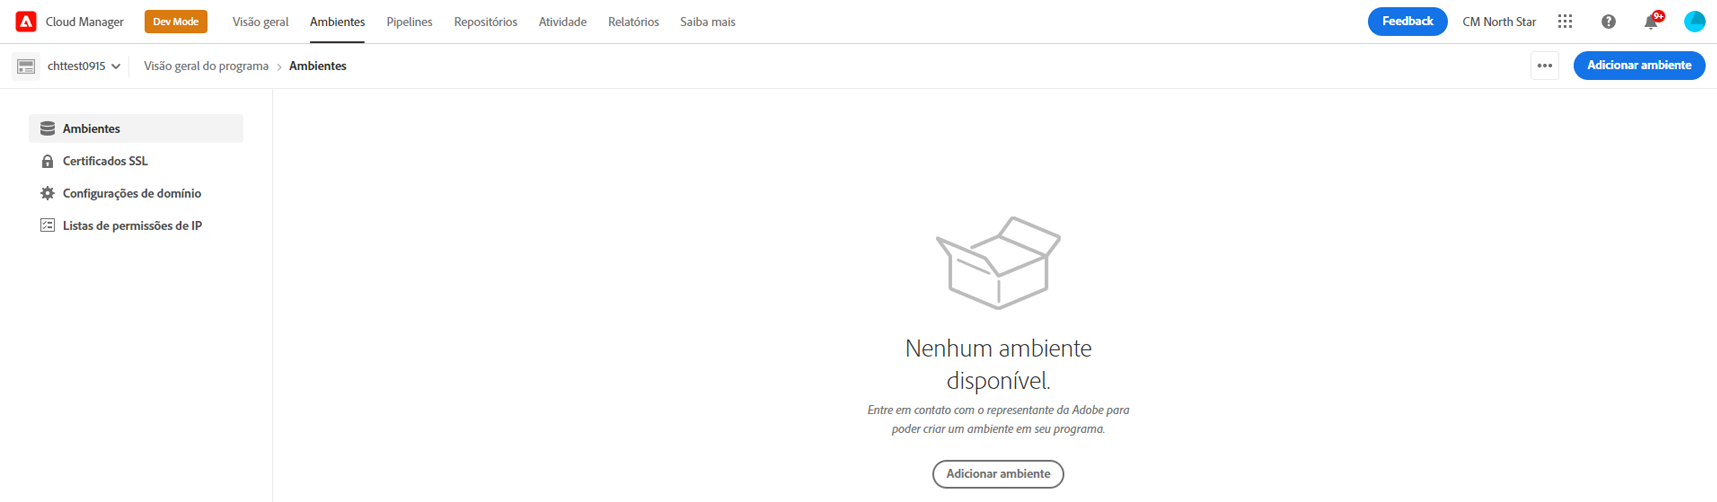 Cloud Manager Dev Mode Visão geral Ambientes Pipelines Repositórios Atividade Relatórios Saiba mais Feedback CM North Star 9+
chttest0915 Visão geral do programa > Ambientes Adicionar ambiente
Ambientes
Certificados SSL
Configurações de domínio
Listas de permissões de IP
Nenhum ambiente
disponível.
Entre em contato com o representante da Adobe para
poder criar um ambiente em seu programa.
Adicionar ambiente